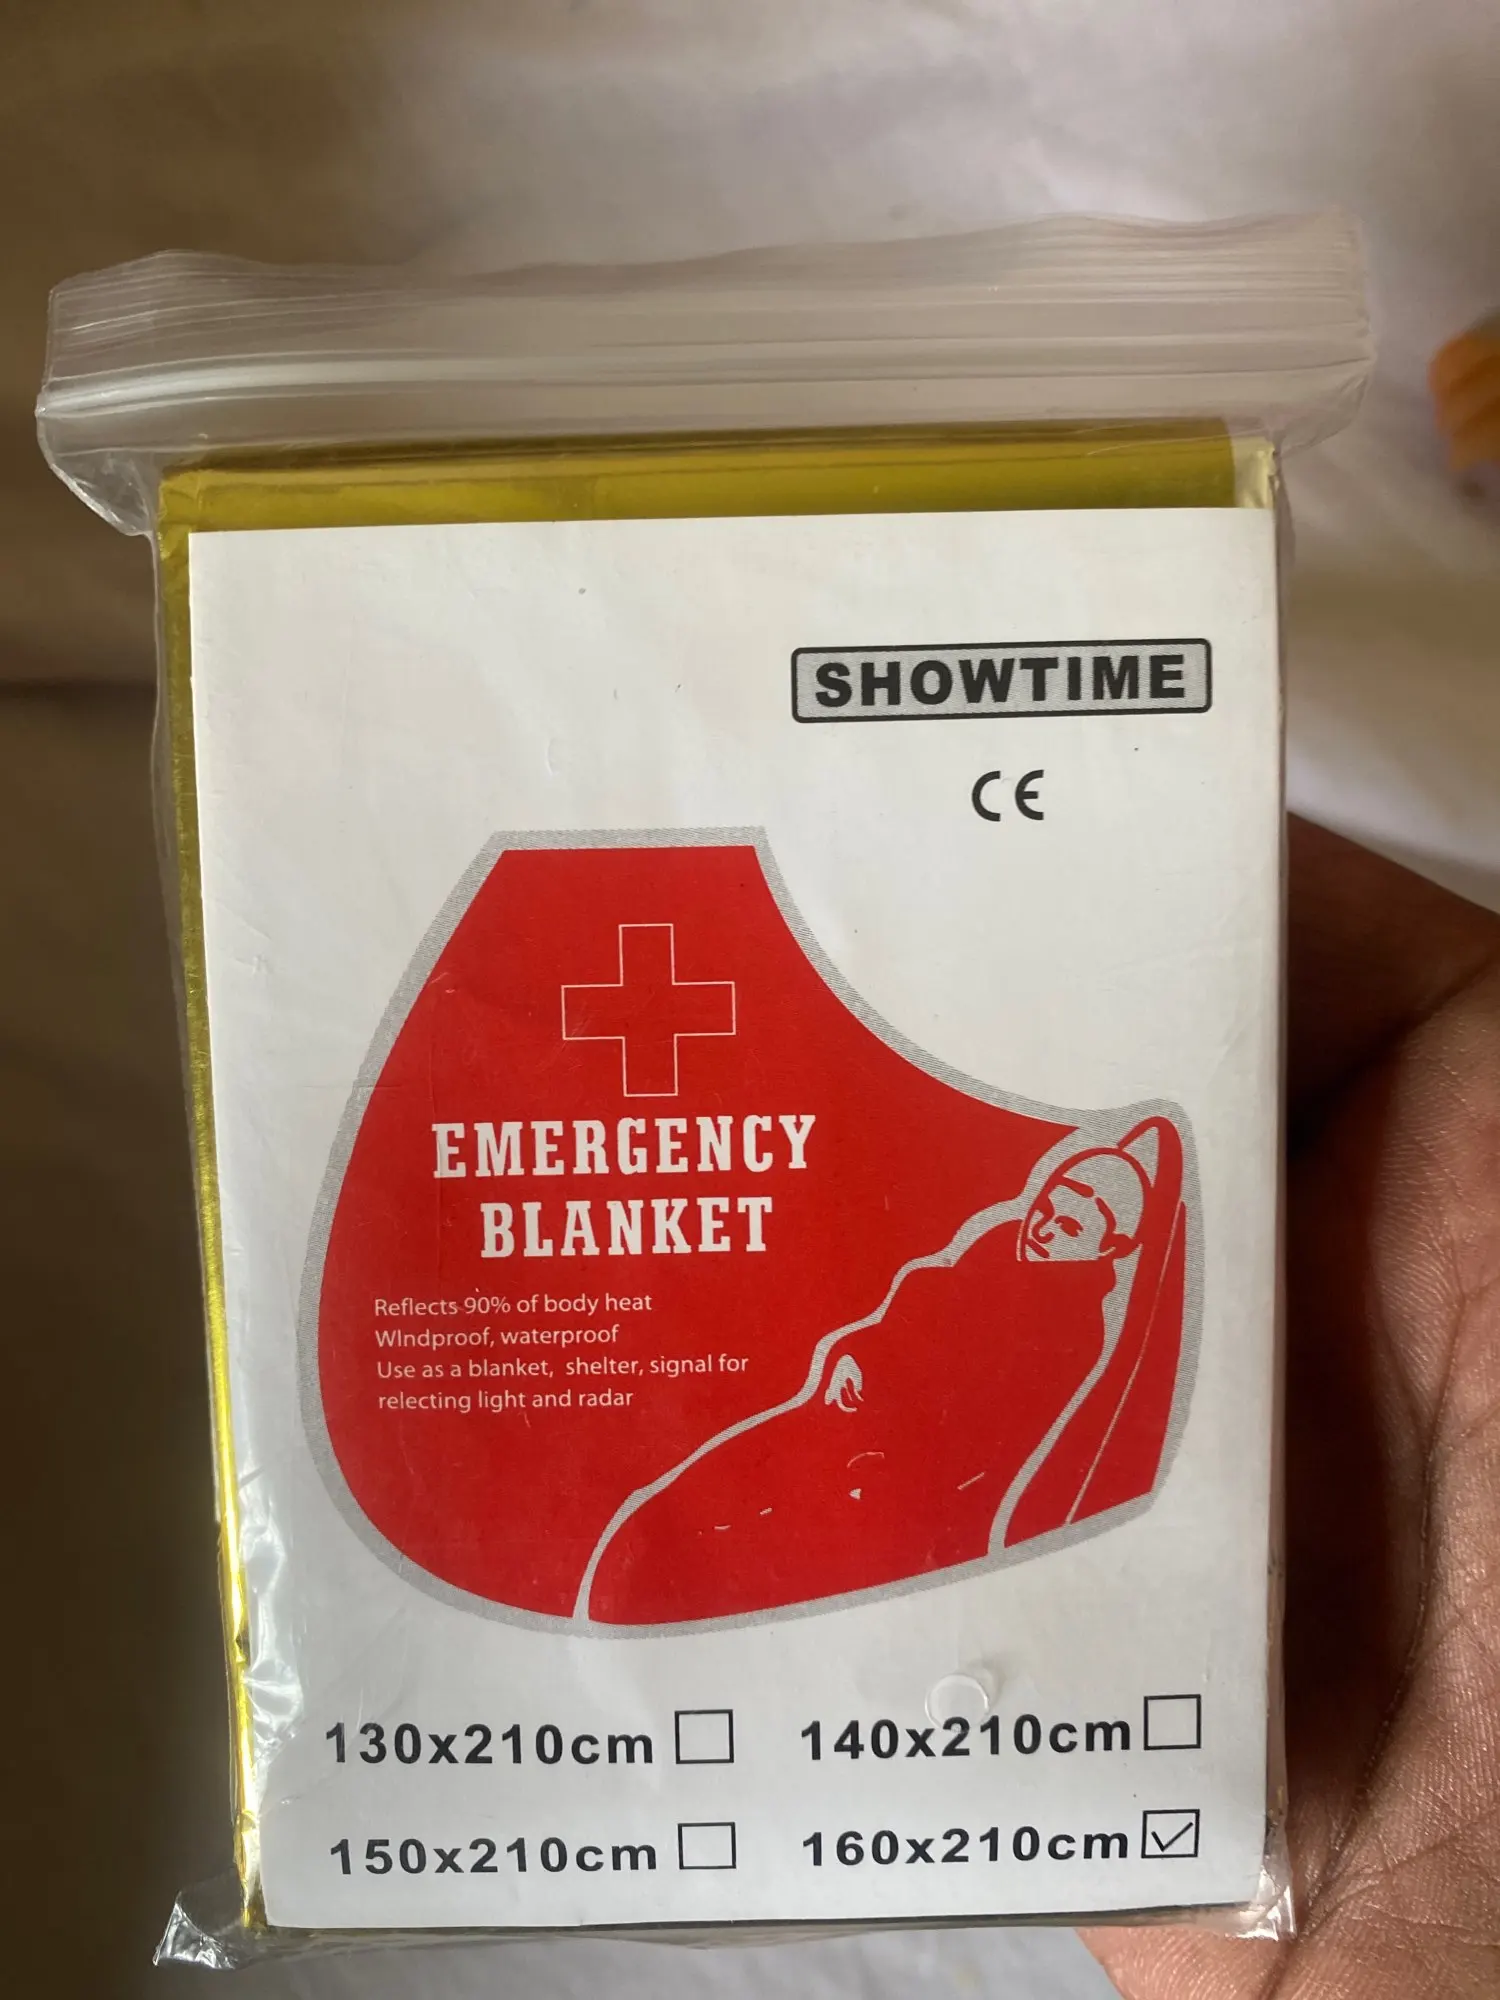 SHOWTIME
CE
EMERGENCY
BLANKET
Reflects 90% of body heat
WIndproof, waterproof
Use as a blanket, shelter, signal for
relecting light and radar
130x210cm ☐ 140x210cm ☐
150x210cm ☐ 160x210cm ☑